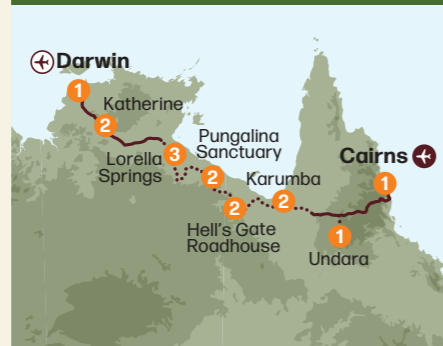 Darwin
1
Katherine
2
Pungalina
Sanctuary
Lorella
Springs
3
2
Karumba
2
Cairns
1
2
Hell's Gate
Roadhouse
1
Undara